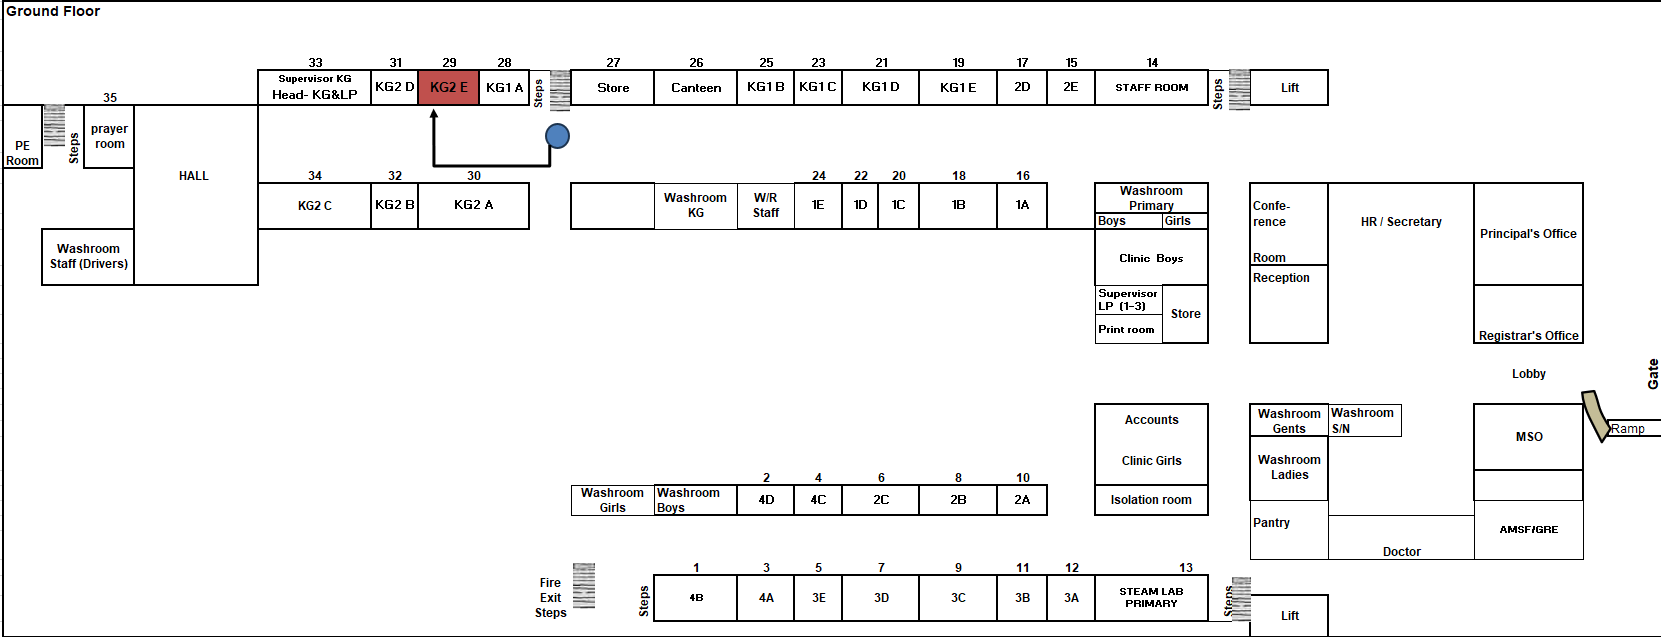 Ground Floor
33 31 29 28 27 26 25 23 21 19 17 15 14
Supervisor KG
Head- KG&LP
KG2 D
KG2 E
KG1 A
Steps
Store
Canteen
KG1 B
KG1 C
KG1 D
KG1 E
2D
2E
STAFF ROOM
Steps
Lift
35
PE
Room
Steps
prayer
room
HALL
34 32 30 24 22 20 18 16
KG2 C
KG2 B
KG2 A
Washroom
KG
W/R
Staff
1E
1D
1C
1B
1A
Washroom
Primary
Boys
Girls
Clinic Boys
Supervisor
LP (1-3)
Print room
Store
Confe-
rence
Room
Reception
HR / Secretary
Principal's Office
Registrar's Office
Washroom
Staff (Drivers)
Lobby
Gate
Ramp
Accounts
Clinic Girls
Isolation room
Washroom
Gents
Washroom
S/N
Washroom
Ladies
Pantry
Doctor
MSO
AMSF/GRE
2 4 6 8 10
Washroom
Girls
Washroom
Boys
4D
4C
2C
2B
2A
1 3 5 7 9 11 12 13
Fire
Exit
Steps
Steps
4B
4A
3E
3D
3C
3B
3A
STEAM LAB
PRIMARY
Steps
Lift